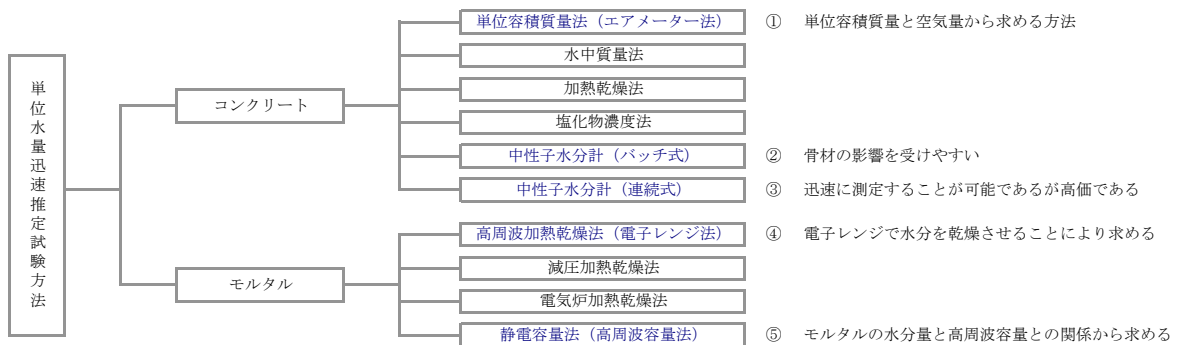 単位水量迅速推定試験方法
コンクリート
単位容積質量法（エアメーター法） ① 単位容積質量と空気量から求める方法
水中質量法
加熱乾燥法
塩化物濃度法
中性子水分計（バッチ式） ② 骨材の影響を受けやすい
中性子水分計（連続式） ③ 迅速に測定することが可能であるが高価である
モルタル
高周波加熱乾燥法（電子レンジ法） ④ 電子レンジで水分を乾燥させることにより求める
減圧加熱乾燥法
電気炉加熱乾燥法
静電容量法（高周波容量法） ⑤ モルタルの水分量と高周波容量との関係から求める